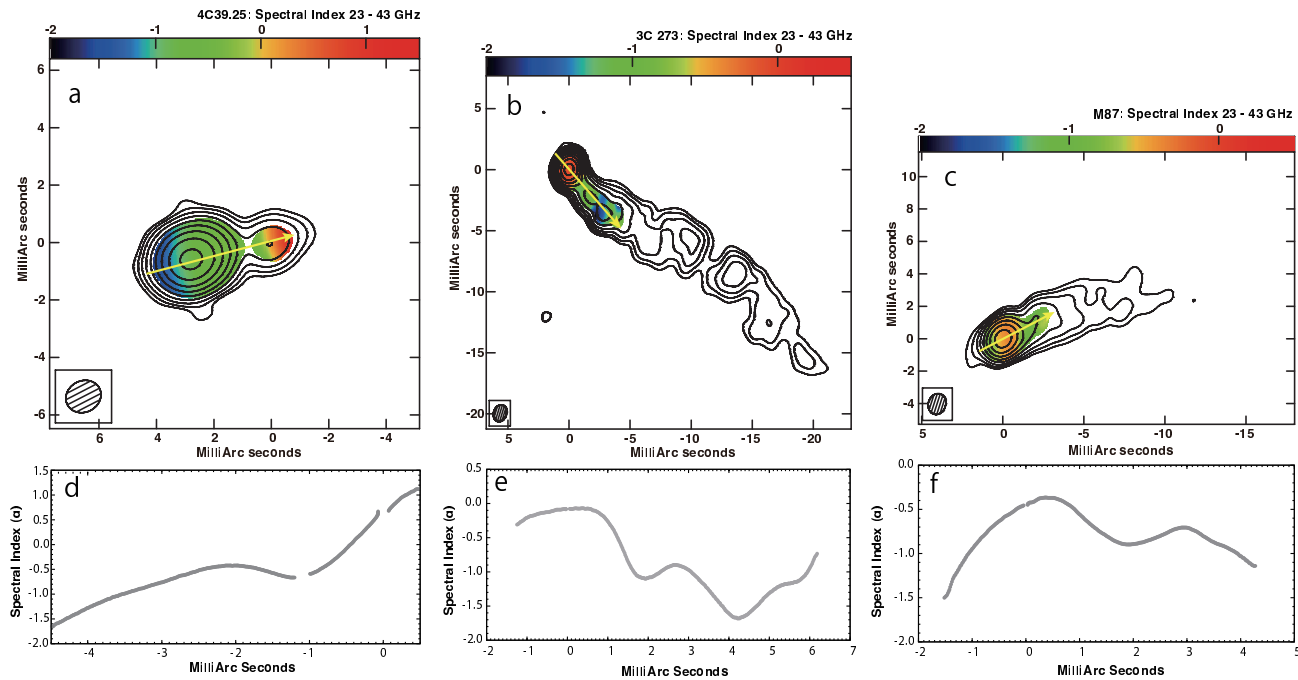 4C39.25: Spectral Index 23 - 43 GHz
-2 -1 0 1
a
MilliArc seconds
6
4
2
0
-2
-4
-6
6 4 2 0 -2 -4
MilliArc seconds
3C 273: Spectral Index 23 - 43 GHz
-2 -1 0
b
MilliArc seconds
5
0
-5
-10
-15
-20
5 0 -5 -10 -15 -20
MilliArc seconds
M87: Spectral Index 23 - 43 GHz
-2 -1 0
c
MilliArc seconds
10
8
6
4
2
0
-2
-4
5 0 -5 -10 -15
MilliArc seconds
d
Spectral Index (α)
1.5
1.0
0.5
0.0
-0.5
-1.0
-1.5
-2.0
-4 -3 -2 -1 0
MilliArc Seconds
e
Spectral Index (α)
0.5
0.0
-0.5
-1.0
-1.5
-2.0
-2 -1 0 1 2 3 4 5 6 7
MilliArc Seconds
f
Spectral Index (α)
0.0
-0.5
-1.0
-1.5
-2.0
-2 -1 0 1 2 3 4 5
MilliArc Seconds